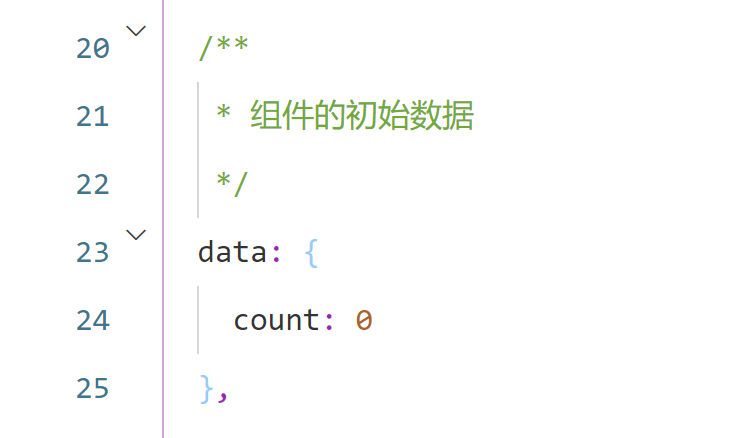 20 /**
21 * 组件的初始数据
22 */
23 data: {
24 count: 0
25 },